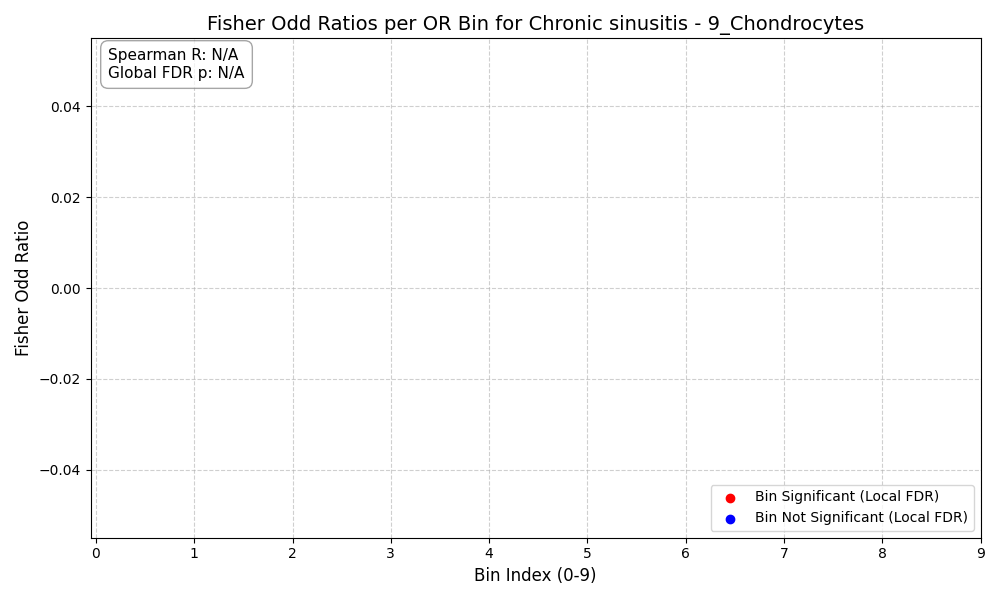 Fisher Odd Ratios per OR Bin for Chronic sinusitis - 9_Chondrocytes
Spearman R: N/A
Global FDR p: N/A
Fisher Odd Ratio
0.04
0.02
0.00
−0.02
−0.04
Bin Significant (Local FDR)
Bin Not Significant (Local FDR)
0 1 2 3 4 5 6 7 8 9
Bin Index (0-9)